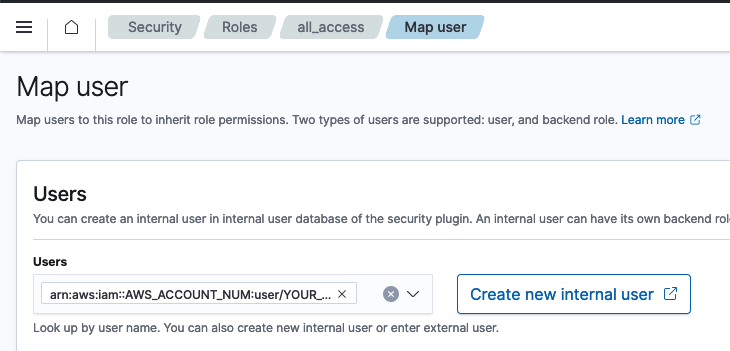 Security Roles all_access Map user
Map user
Map users to this role to inherit role permissions. Two types of users are supported: user, and backend role. Learn more
Users
You can create an internal user in internal user database of the security plugin. An internal user can have its own backend
Users
arn:aws:iam::AWS_ACCOUNT_NUM:user/YOUR_...
Create new internal user
Look up by user name. You can also create new internal user or enter external user.